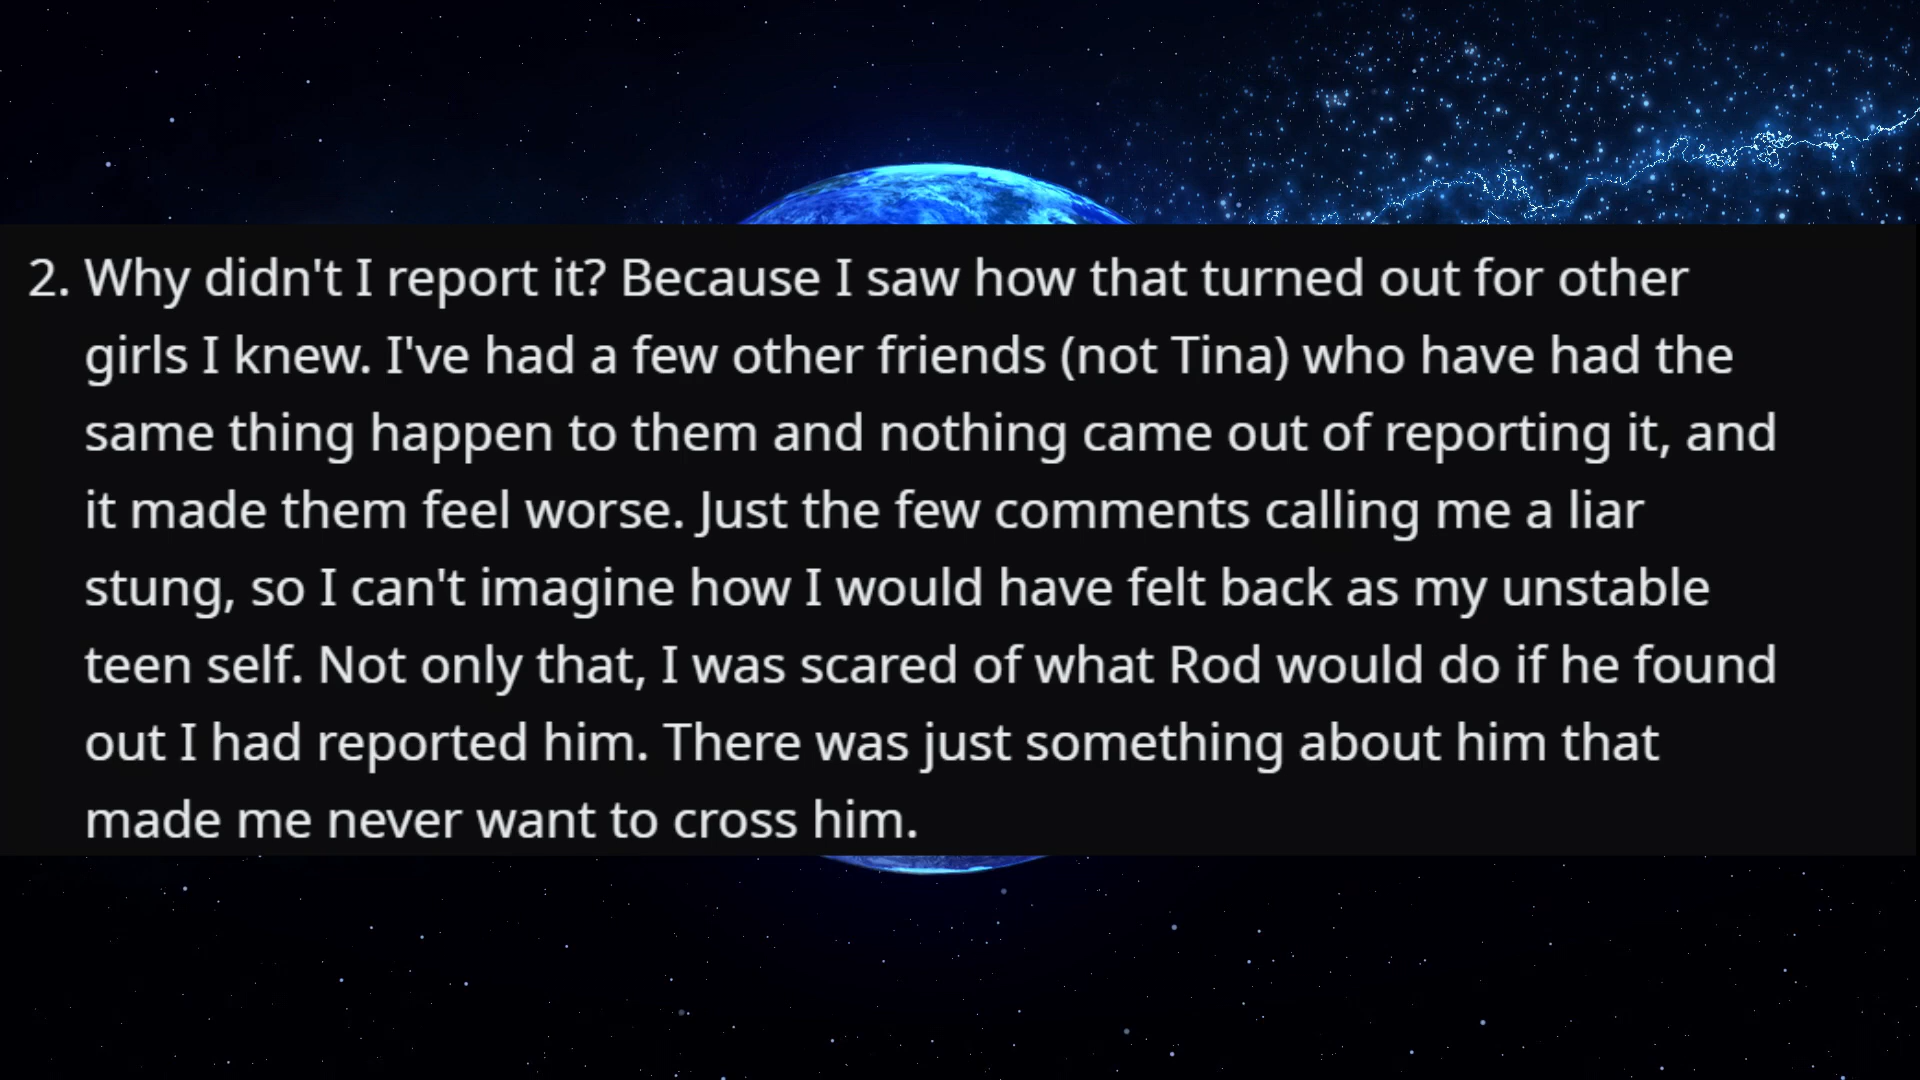 2. Why didn't I report it? Because I saw how that turned out for other
girls I knew. I've had a few other friends (not Tina) who have had the
same thing happen to them and nothing came out of reporting it, and
it made them feel worse. Just the few comments calling me a liar
stung, so I can't imagine how I would have felt back as my unstable
teen self. Not only that, I was scared of what Rod would do if he found
out I had reported him. There was just something about him that
made me never want to cross him.